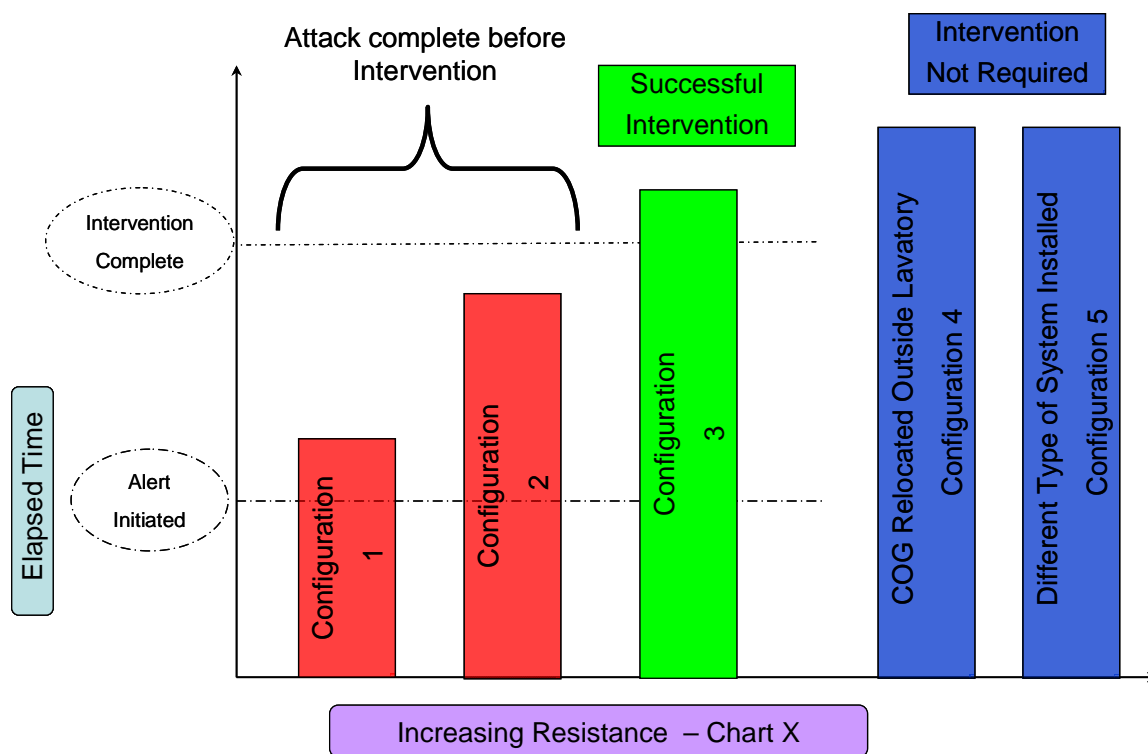 Attack complete before
Intervention
Successful
Intervention
Intervention
Not Required
Intervention
Complete
Alert
Initiated
Elapsed Time
Configuration
1
Configuration
2
Configuration
3
COG Relocated Outside Lavatory
Configuration 4
Different Type of System Installed
Configuration 5
Increasing Resistance – Chart X